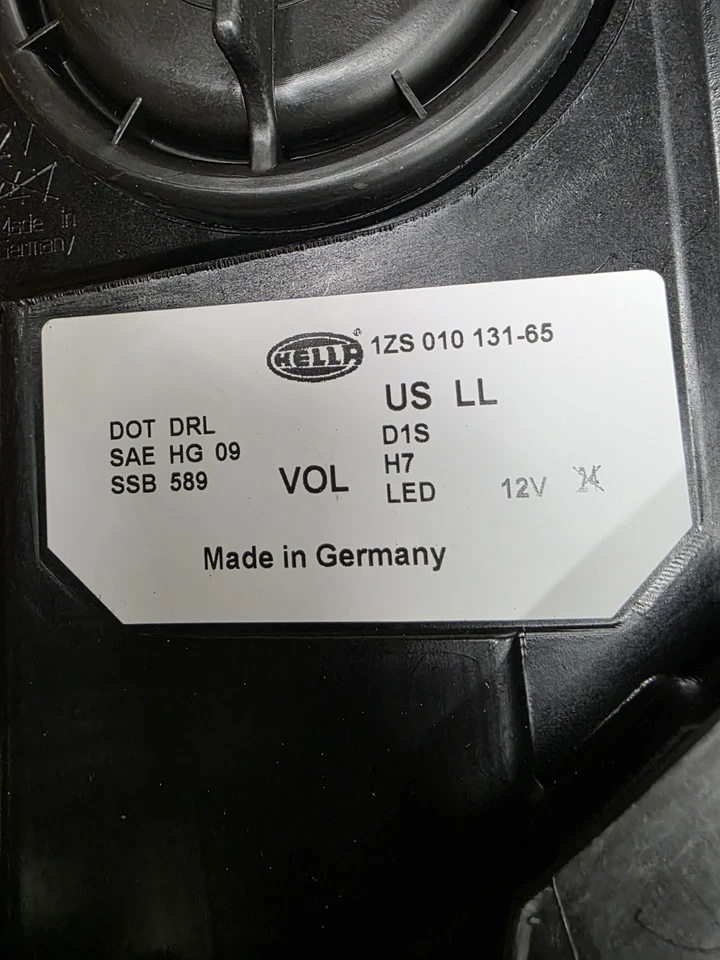 Made in
Germany
HELLA ® 1ZS 010 131-65
US LL
DOT DRL
SAE HG 09
SSB 589
VOL
D1S
H7
LED
12V
Made in Germany